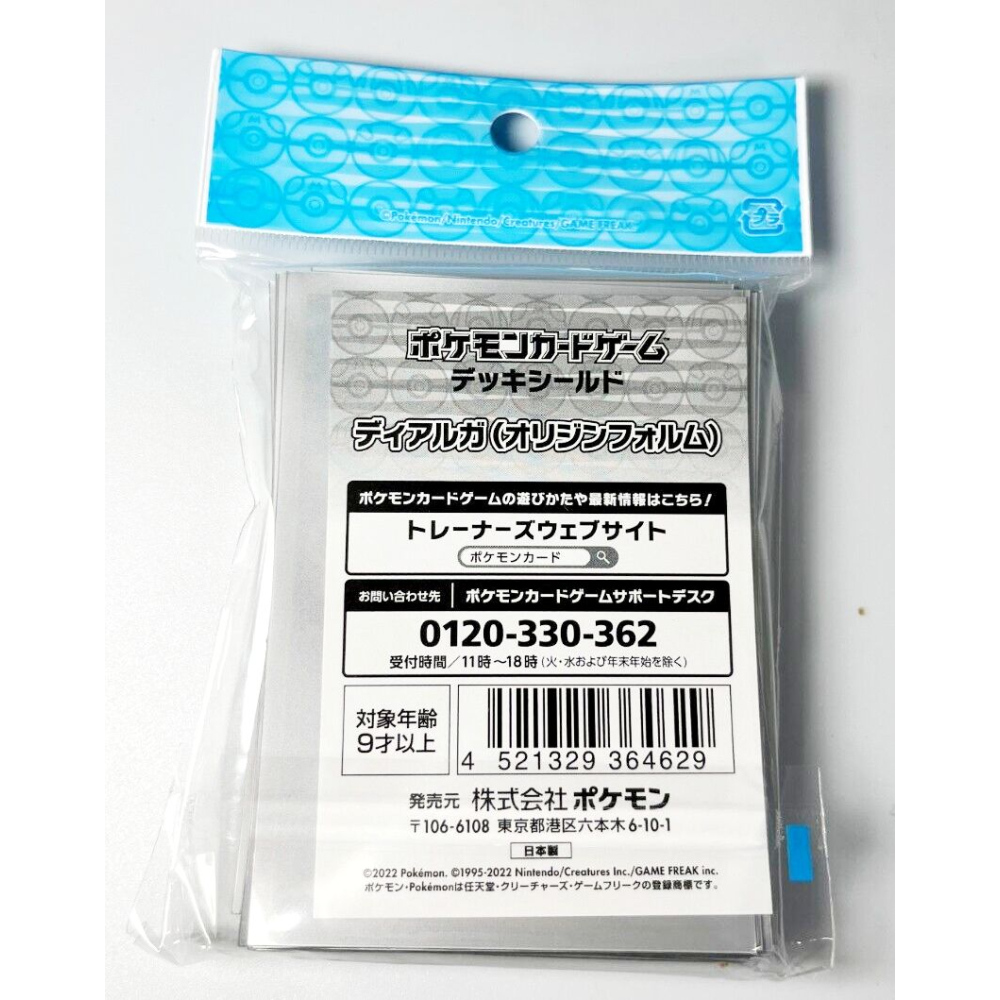 ©Pokémon/Nintendo/Creatures/GAME FREAK
プラ
ポケモンカードゲーム
デッキシールド
ディアルガ(オリジンフォルム)
ポケモンカードゲームの遊びかたや最新情報はこちら!
トレーナーズウェブサイト
ポケモンカード
お問い合わせ先 ポケモンカードゲームサポートデスク
0120-330-362
受付時間/11時~18時(火・水および年末年始を除く)
対象年齢
9才以上
4 521329 364629
発売元 株式会社 ポケモン
〒106-6108 東京都港区六本木6-10-1
日本製
©2022 Pokémon. ©1995-2022 Nintendo/Creatures Inc./GAME FREAK inc.
ポケモン・Pokémonは任天堂・クリーチャーズ・ゲームフリークの登録商標です。